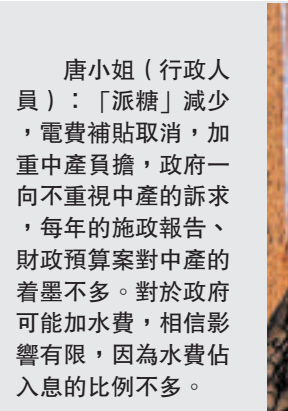 唐小姐（行政人
員）：「派糖」減少
，電費補貼取消，加
重中產負擔，政府一
向不重視中產的訴求
，每年的施政報告、
財政預算案對中產的
着墨不多。對於政府
可能加水費，相信影
響有限，因為水費佔
入息的比例不多。